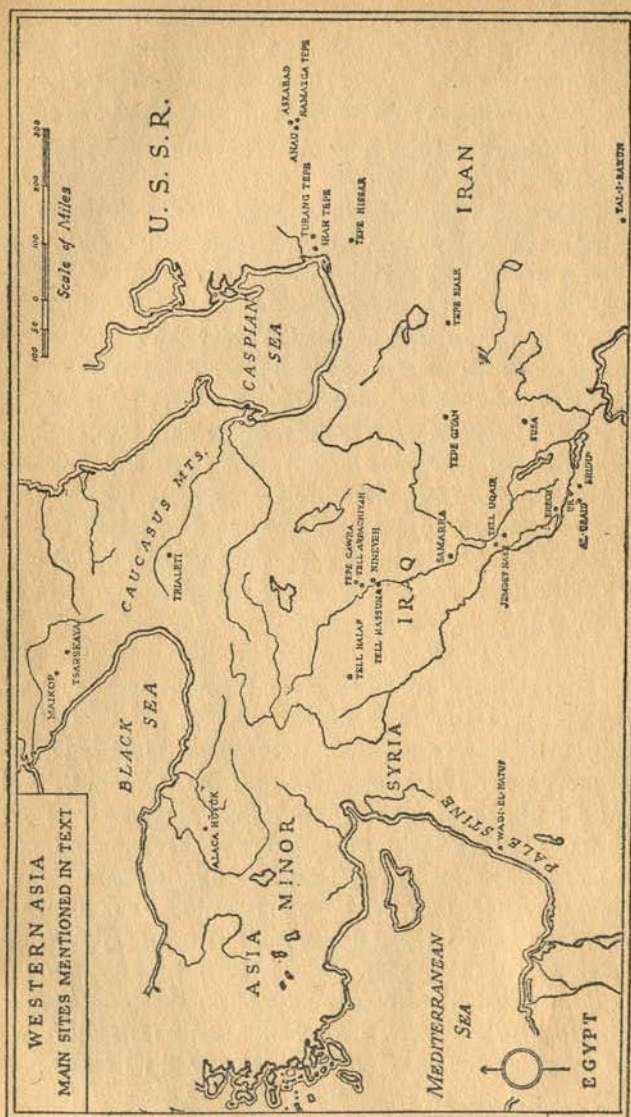 WESTERN ASIA
MAIN SITES MENTIONED IN TEXT
100 50 0 100 200 300
Scale of Miles
U. S. S. R.
MAIKOP
TSARSKAYA
CAUCASUS MTS.
BLACK
SEA
CASPIAN
SEA
TRIALETI
ANAU
ASKABAD
NAMAZGA TEPE
TURANG TEPE
SHAH TEPE
TEPE HISSAR
ALACA HUYUK
ASIA
MINOR
TEPE GAWRA
TELL ARPACHIYAH
NINEVEH
TELL HALAF
TELL HASSUNA
IRAQ
SAMARRA
IRAN
TEPE SIALK
TEPE GIYAN
SYRIA
TELL UQAIR
JEMDET NASR
SUSA
ERECH
UR
AL 'UBAID
ERIDU
TAL-I-BAKUN
MEDITERRANEAN
SEA
WADI-EL-NATUF
PALESTINE
EGYPT